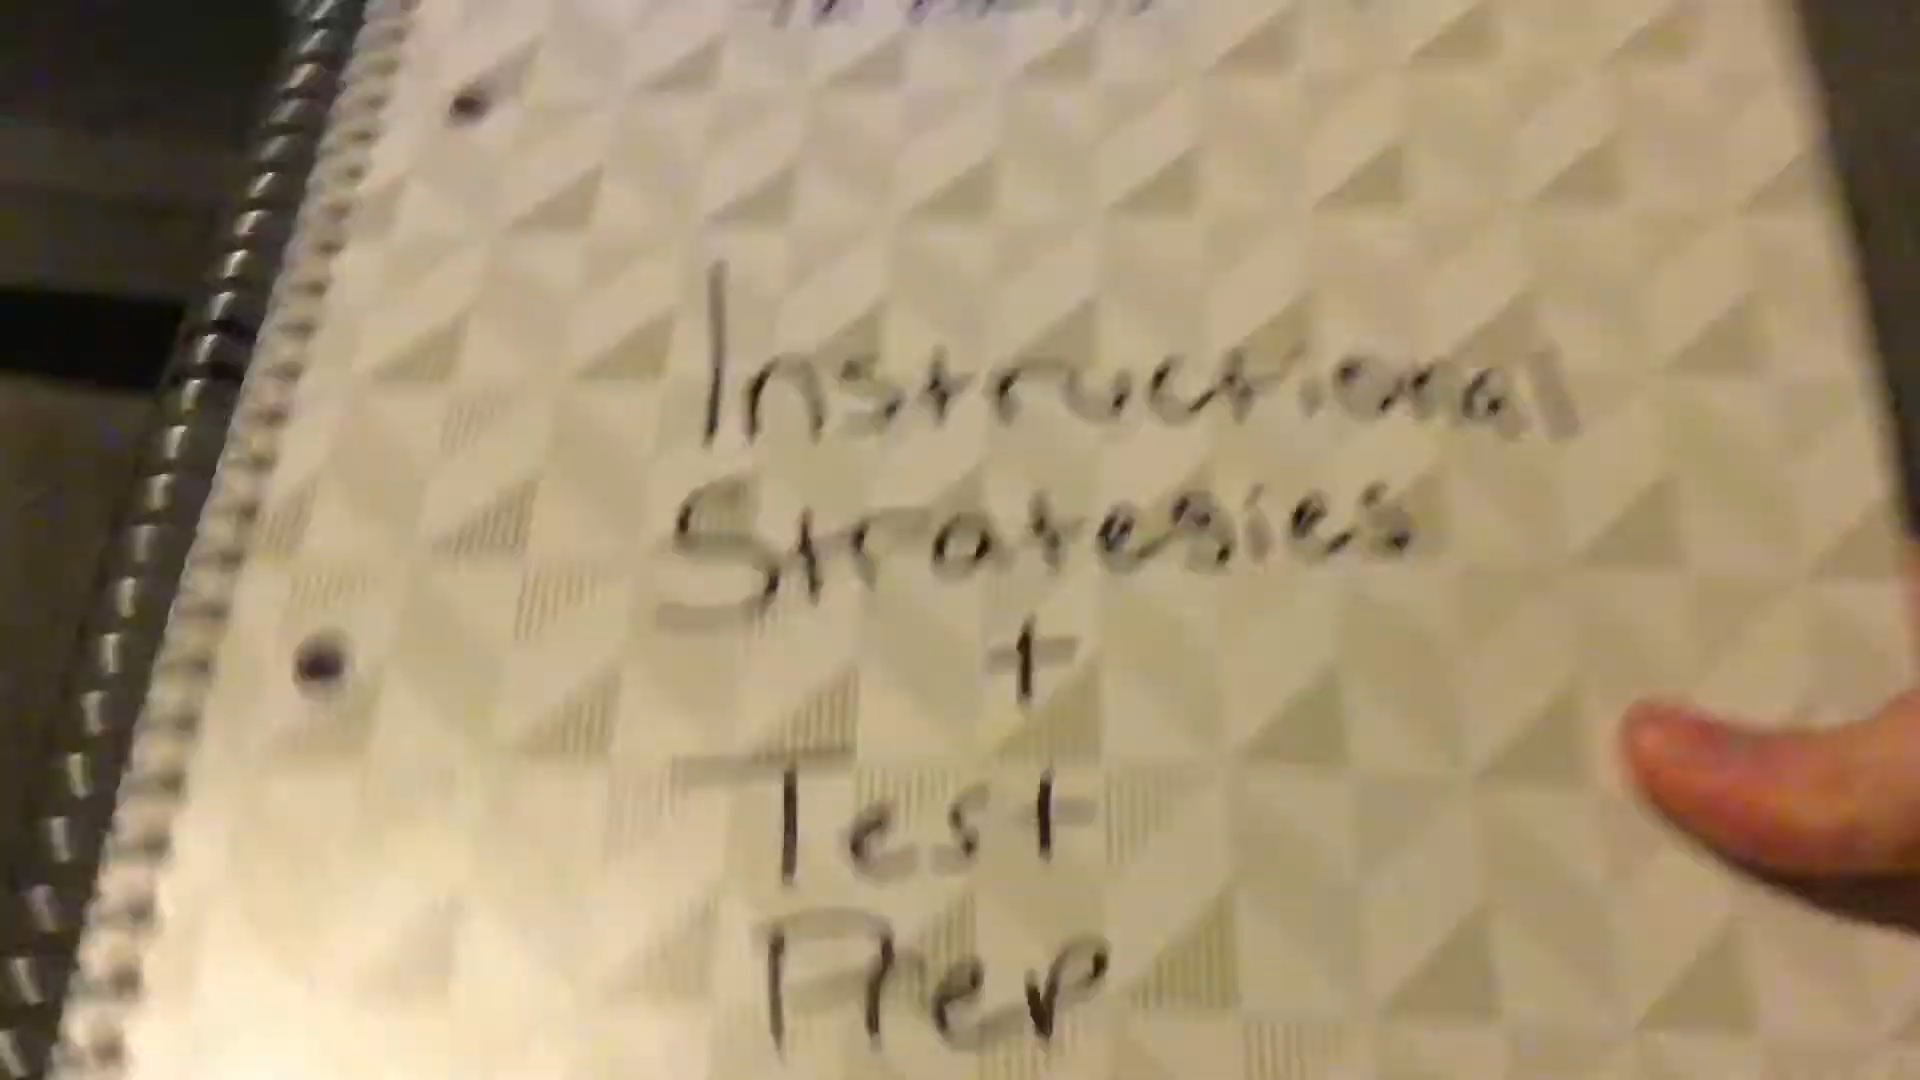 Instructional
Strategies
+
Test
Prep